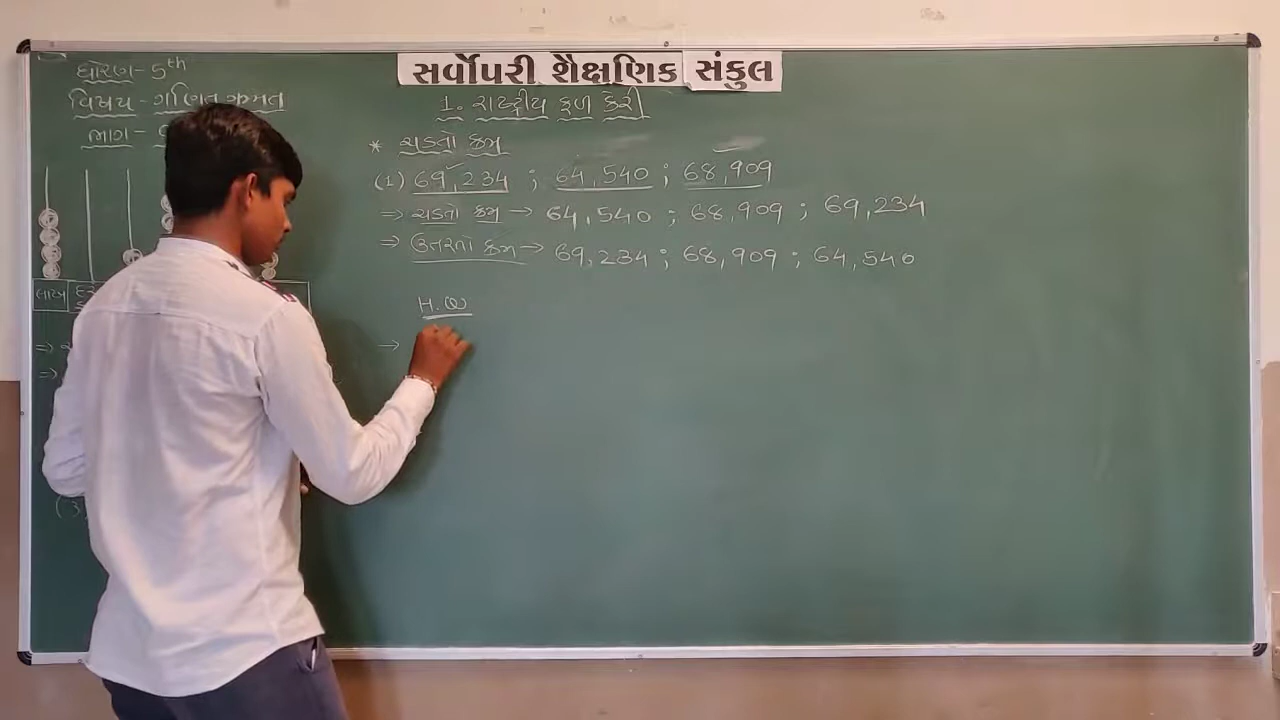 સર્વોપરી શૈક્ષણિક સંકુલ
ધોરણ - 5th
વિષય - ગણિત ગમ્મત
ભાગ -
1. રાષ્ટ્રીય ફળ કેરી
* ચડતો ક્રમ
(1) 69,234 ; 64,540 ; 68,909
⇒ ચડતો ક્રમ → 64,540 ; 68,909 ; 69,234
⇒ ઉતરતો ક્રમ → 69,234 ; 68,909 ; 64,540
H.W
→
લાખ
(3)